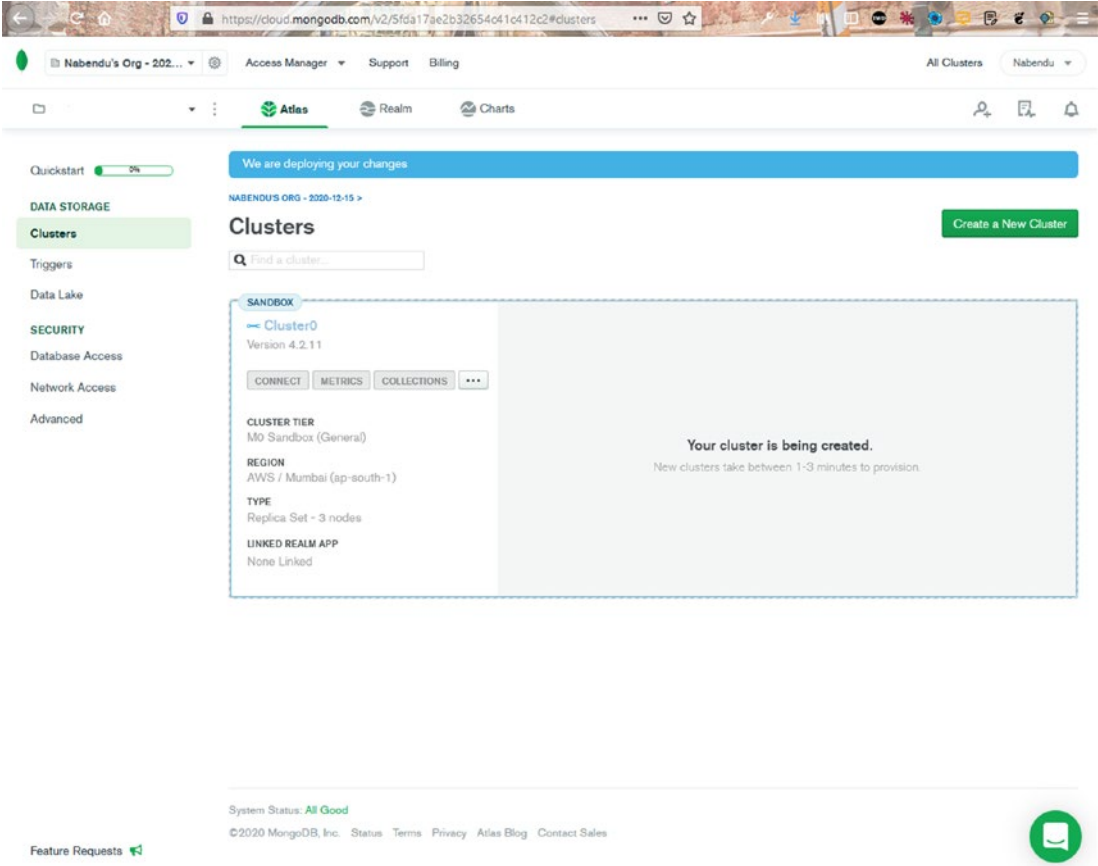 https://cloud.mongodb.com/v2/5fda17ae2b32654c41c412c2#clusters
Nabendu's Org - 202...
Access Manager
Support
Billing
All Clusters
Nabendu
Atlas
Realm
Charts
Quickstart
0%
We are deploying your changes
DATA STORAGE
Clusters
Triggers
Data Lake
SECURITY
Database Access
Network Access
Advanced
NABENDU'S ORG - 2020-12-15 >
Clusters
Create a New Cluster
Find a cluster...
SANDBOX
Cluster0
Version 4.2.11
CONNECT
METRICS
COLLECTIONS
...
CLUSTER TIER
M0 Sandbox (General)
REGION
AWS / Mumbai (ap-south-1)
TYPE
Replica Set - 3 nodes
LINKED REALM APP
None Linked
Your cluster is being created.
New clusters take between 1-3 minutes to provision.
System Status: All Good
©2020 MongoDB, Inc. Status Terms Privacy Atlas Blog Contact Sales
Feature Requests